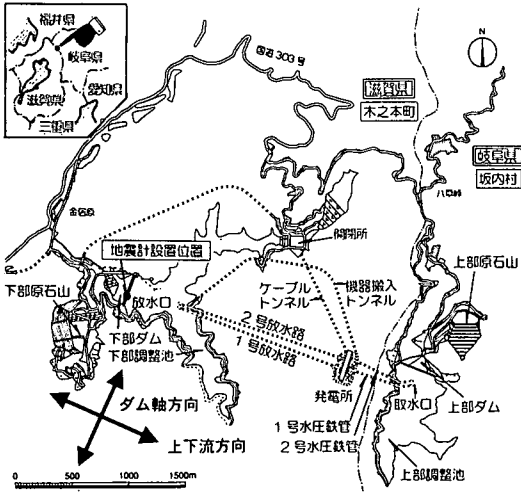 福井県
岐阜県
愛知県
滋賀県
三重県
国道303号
滋賀県
木之本町
N
岐阜県
坂内村
八草峠
金居原
地震計設置位置
開閉所
下部原石山
放水口
ケーブル
トンネル
機器搬入
トンネル
上部原石山
2号放水路
1号放水路
下部ダム
下部調整池
ダム軸方向
上下流方向
発電所
取水口
上部ダム
1号水圧鉄管
2号水圧鉄管
上部調整池
0 500 1000 1500m